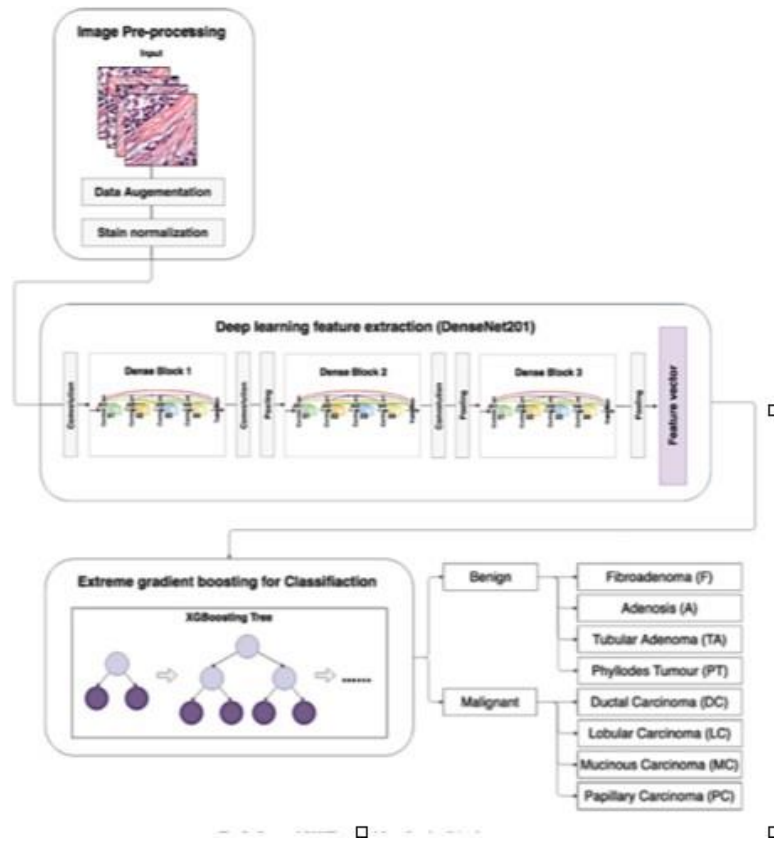 Image Pre-processing
Input
Data Augementation
Stain normalization
Deep learning feature extraction (DenseNet201)
Convolution
Dense Block 1
Convolution
Pooling
Dense Block 2
Convolution
Pooling
Dense Block 3
Pooling
Feature vector
Extreme gradient boosting for Classifiaction
XGBoosting Tree
......
Benign
Fibroadenoma (F)
Adenosis (A)
Tubular Adenoma (TA)
Phyllodes Tumour (PT)
Malignant
Ductal Carcinoma (DC)
Lobular Carcinoma (LC)
Mucinous Carcinoma (MC)
Papillary Carcinoma (PC)